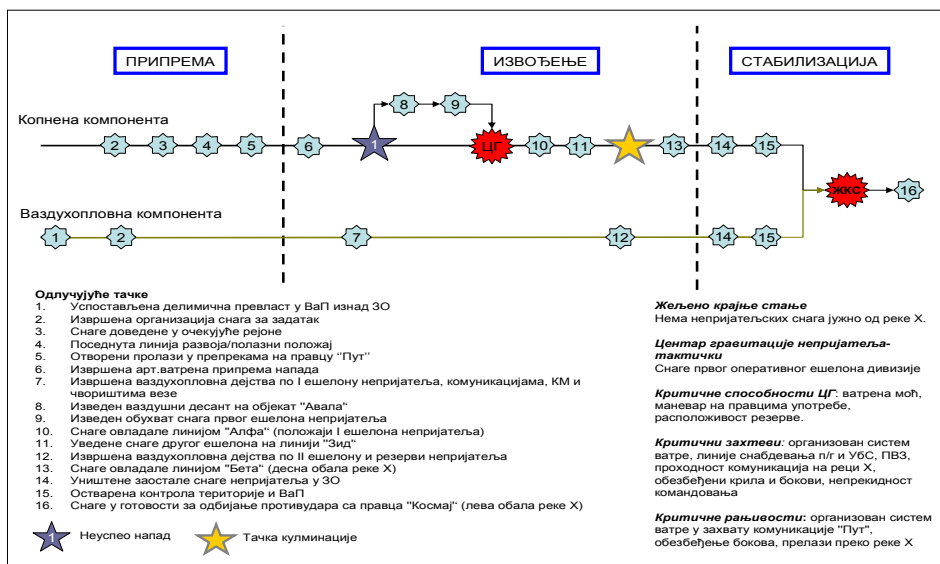 ПРИПРЕМА
ИЗВОЂЕЊЕ
СТАБИЛИЗАЦИЈА
8
9
Копнена компонента
2
3
4
5
6
1
ЦГ
10
11
13
14
15
ЖКС
16
Ваздухопловна компонента
1
2
7
12
14
15
Одлучујуће тачке
1. Успостављена делимична превласт у ВаП изнад ЗО
2. Извршена организација снага за задатак
3. Снаге доведене у очекујуће рејоне
4. Поседнута линија развоја/полазни положај
5. Отворени пролази у препрекама на правцу “Пут“
6. Извршена арт.ватрена припрема напада
7. Извршена ваздухопловна дејства по I ешелону непријатеља, комуникацијама, КМ и
чвориштима везе
8. Изведен ваздушни десант на објекат "Авала“
9. Изведен обухват снага првог ешелона непријатеља
10. Снаге овладале линијом “Алфа“ (положаји I ешелона непријатеља)
11. Уведене снаге другог ешелона на линији "Зид“
12. Извршена ваздухопловна дејства по II ешелону и резерви непријатеља
13. Снаге овладале линијом “Бета“ (десна обала реке X)
14. Уништене заостале снаге непријатеља у ЗО
15. Остварена контрола територије и ВаП
16. Снаге у готовости за одбијање противудара са правца "Космај“ (лева обала реке X)
1 Неуспео напад
Тачка кулминације
Жељено крајње стање
Нема непријатељских снага јужно од реке X.
Центар гравитације непријатеља-
тактички
Снаге првог оперативног ешелона дивизије
Критичне способности ЦГ: ватрена моћ,
маневар на правцима употребе,
расположивост резерве.
Критични захтеви: организован систем
ватре, линије снабдевања п/г и УбС, ПВЗ,
проходност комуникација на реци X,
обезбеђени крила и бокови, непрекидност
командовања
Критичне рањивости: организован систем
ватре у захвату комуникације "Пут",
обезбеђење бокова, прелази преко реке X